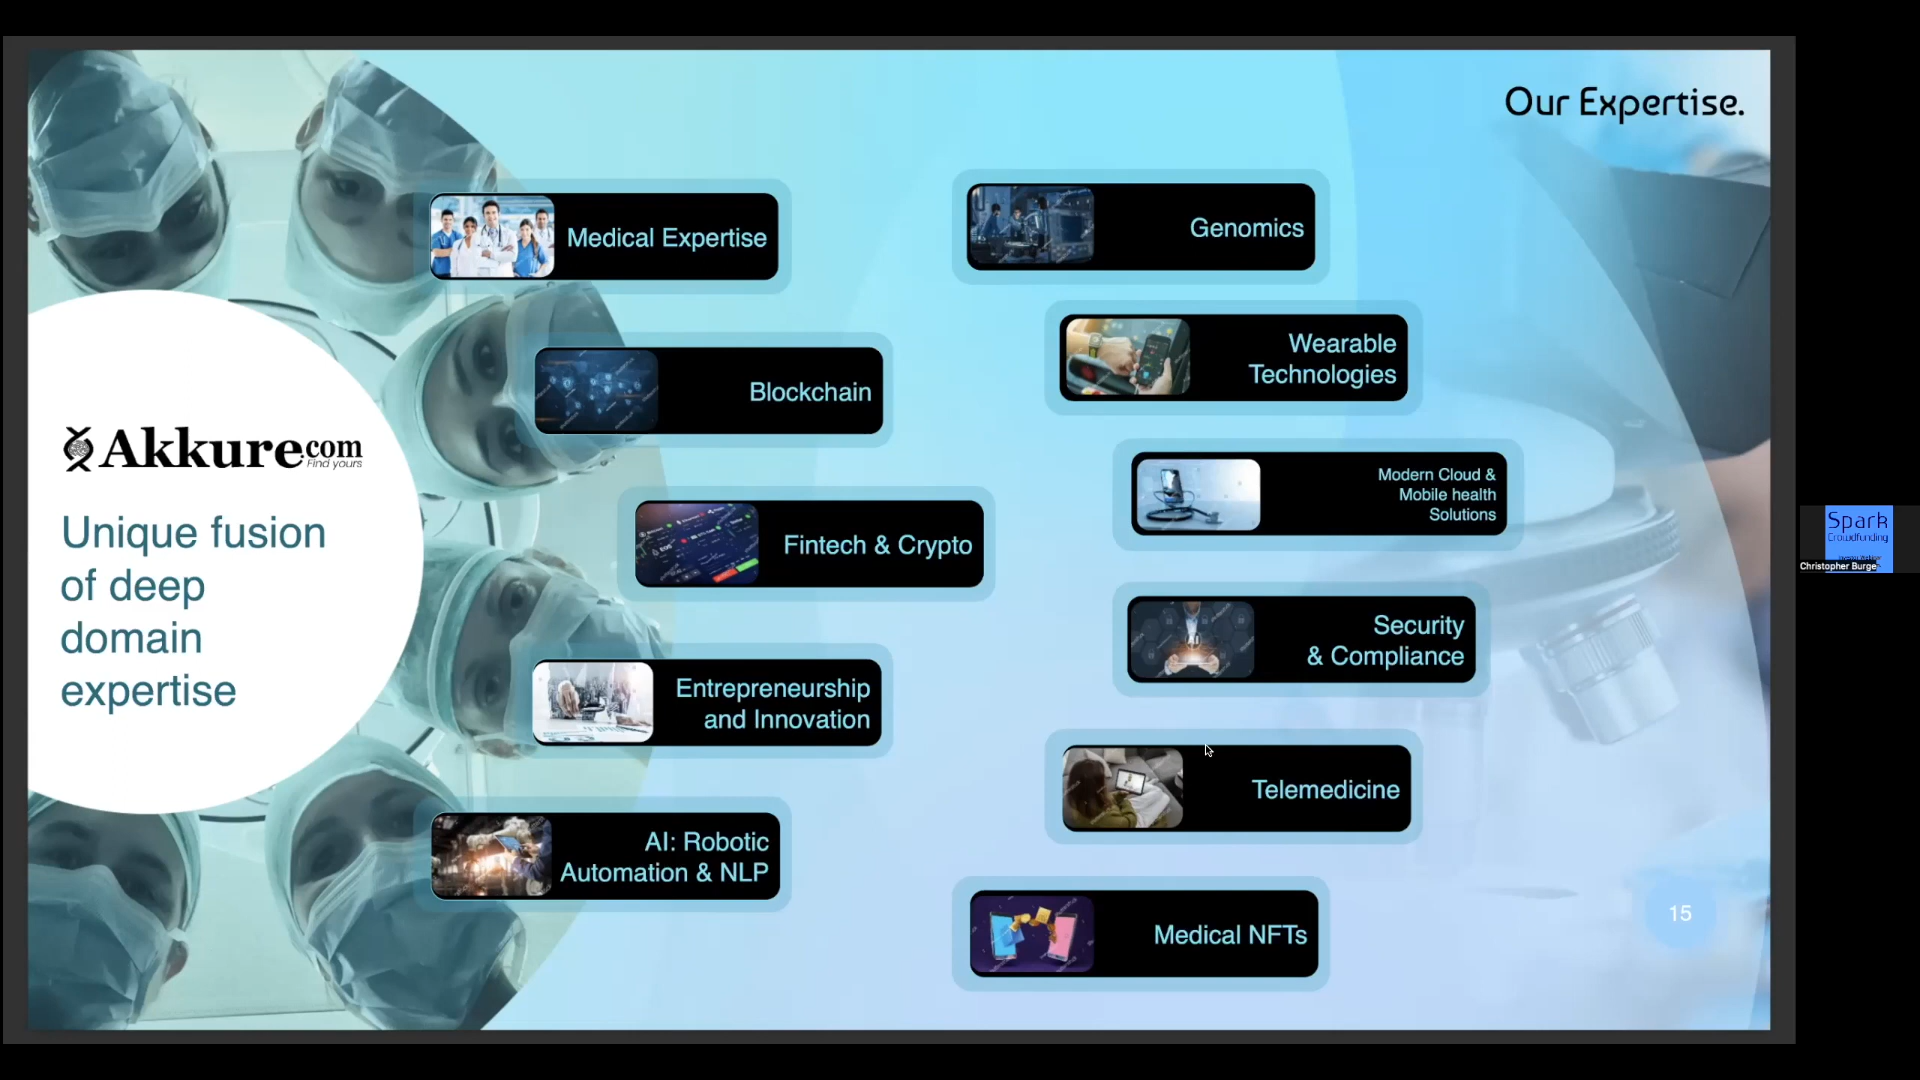 Our Expertise.
Akkure.com
Find yours
Unique fusion
of deep
domain
expertise
Medical Expertise
Blockchain
Fintech & Crypto
Entrepreneurship
and Innovation
AI: Robotic
Automation & NLP
Genomics
Wearable
Technologies
Modern Cloud &
Mobile health
Solutions
Security
& Compliance
Telemedicine
Medical NFTs
15
Spark
Crowdfunding
Christopher Burge